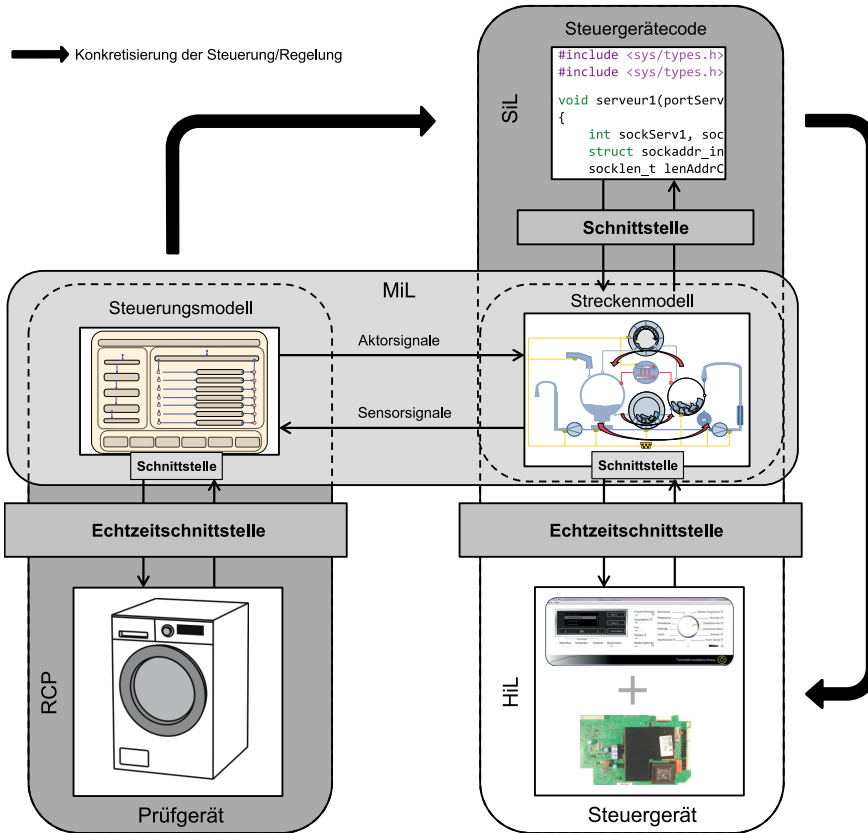 Steuergerätecode
Konkretisierung der Steuerung/Regelung
#include <sys/types.h>
#include <sys/types.h>
void serveur1(portServ
{
int sockServ1, soc
struct sockaddr_in
socklen_t lenAddrC
SiL
Schnittstelle
MiL
Steuerungsmodell
Streckenmodell
Aktorsignale
Sensorsignale
Schnittstelle
Schnittstelle
Echtzeitschnittstelle
Echtzeitschnittstelle
RCP
HiL
Prüfgerät
Steuergerät